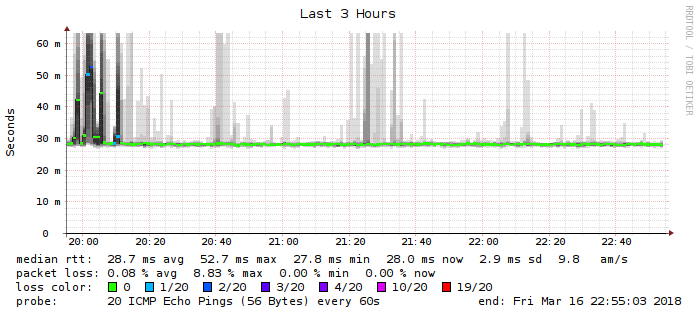 Last 3 Hours
RRDTOOL / TOBI OETIKER
Seconds
60 m
50 m
40 m
30 m
20 m
10 m
0
20:00 20:20 20:40 21:00 21:20 21:40 22:00 22:20 22:40
median rtt: 28.7 ms avg 52.7 ms max 27.8 ms min 28.0 ms now 2.9 ms sd 9.8 am/s
packet loss: 0.08 % avg 8.83 % max 0.00 % min 0.00 % now
loss color: 0 1/20 2/20 3/20 4/20 10/20 19/20
probe: 20 ICMP Echo Pings (56 Bytes) every 60s end: Fri Mar 16 22:55:03 2018